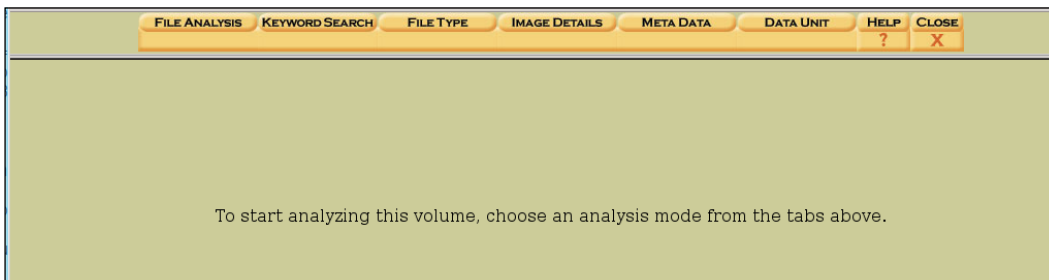 FILE ANALYSIS KEYWORD SEARCH FILE TYPE IMAGE DETAILS META DATA DATA UNIT HELP CLOSE
? X
To start analyzing this volume, choose an analysis mode from the tabs above.